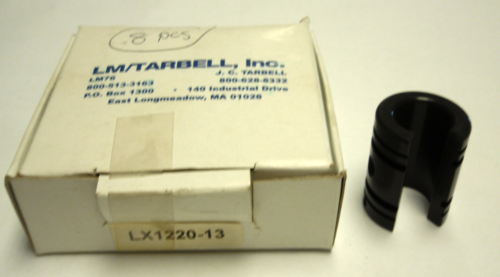 8 pcs
LM/TARBELL, Inc.
LM76 J. C. TARBELL
800-513-3163 800-628-5332
P.O. Box 1300 - 140 Industrial Drive
East Longmeadow, MA 01028
LX1220-13